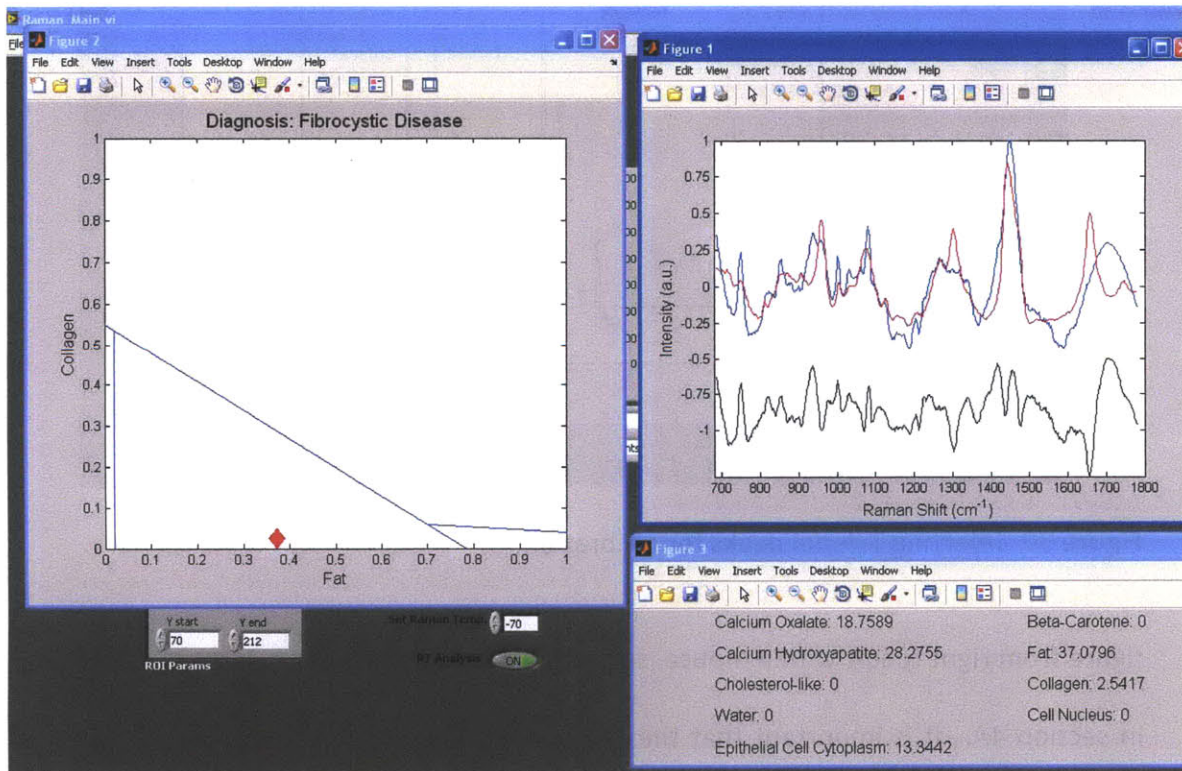 Raman_Main.vi
Figure 2
File Edit View Insert Tools Desktop Window Help
Diagnosis: Fibrocystic Disease
1
0.9
0.8
0.7
0.6
0.5
0.4
0.3
0.2
0.1
0
Collagen
0 0.1 0.2 0.3 0.4 0.5 0.6 0.7 0.8 0.9 1
Fat
Y start Y end
70 212
ROI Params
Set Raman Temp.
-70
RT Analysis
ON
Figure 1
File Edit View Insert Tools Desktop Window Help
1
0.75
0.5
0.25
0
-0.25
-0.5
-0.75
-1
Intensity (a.u.)
700 800 900 1000 1100 1200 1300 1400 1500 1600 1700 1800
Raman Shift (cm-1)
Figure 3
File Edit View Insert Tools Desktop Window Help
Calcium Oxalate: 18.7589 Beta-Carotene: 0
Calcium Hydroxyapatite: 28.2755 Fat: 37.0796
Cholesterol-like: 0 Collagen: 2.5417
Water: 0 Cell Nucleus: 0
Epithelial Cell Cytoplasm: 13.3442